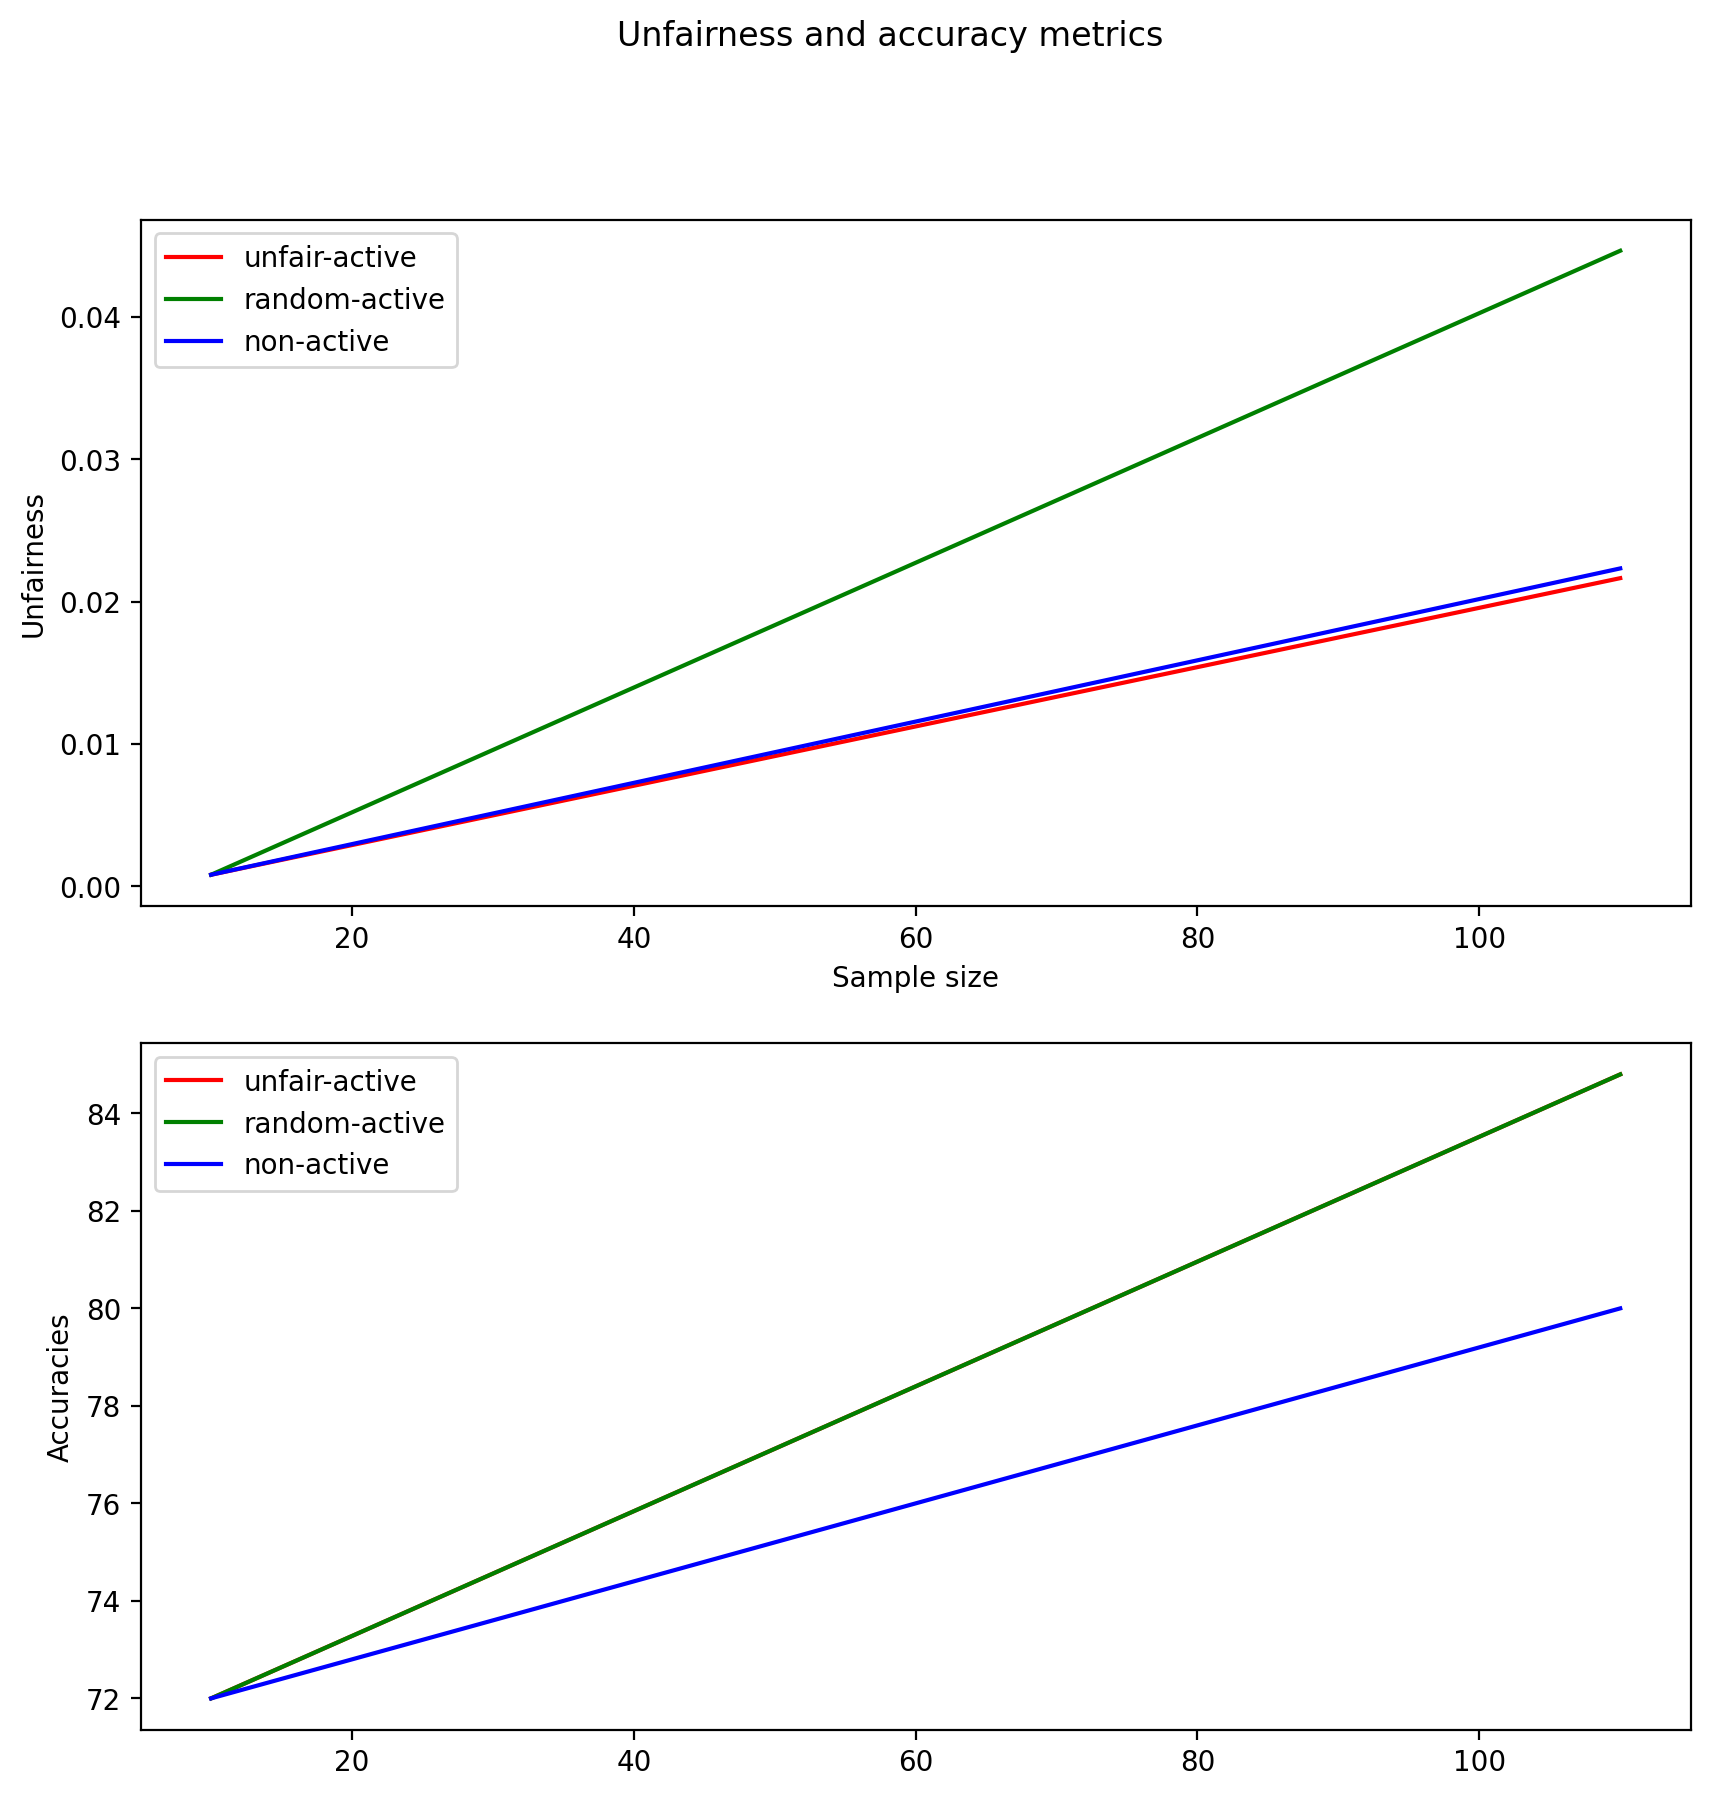 Unfairness and accuracy metrics
unfair-active
random-active
non-active
0.04
0.03
0.02
0.01
0.00
Unfairness
20 40 60 80 100
Sample size
unfair-active
random-active
non-active
84
82
80
78
76
74
72
Accuracies
20 40 60 80 100